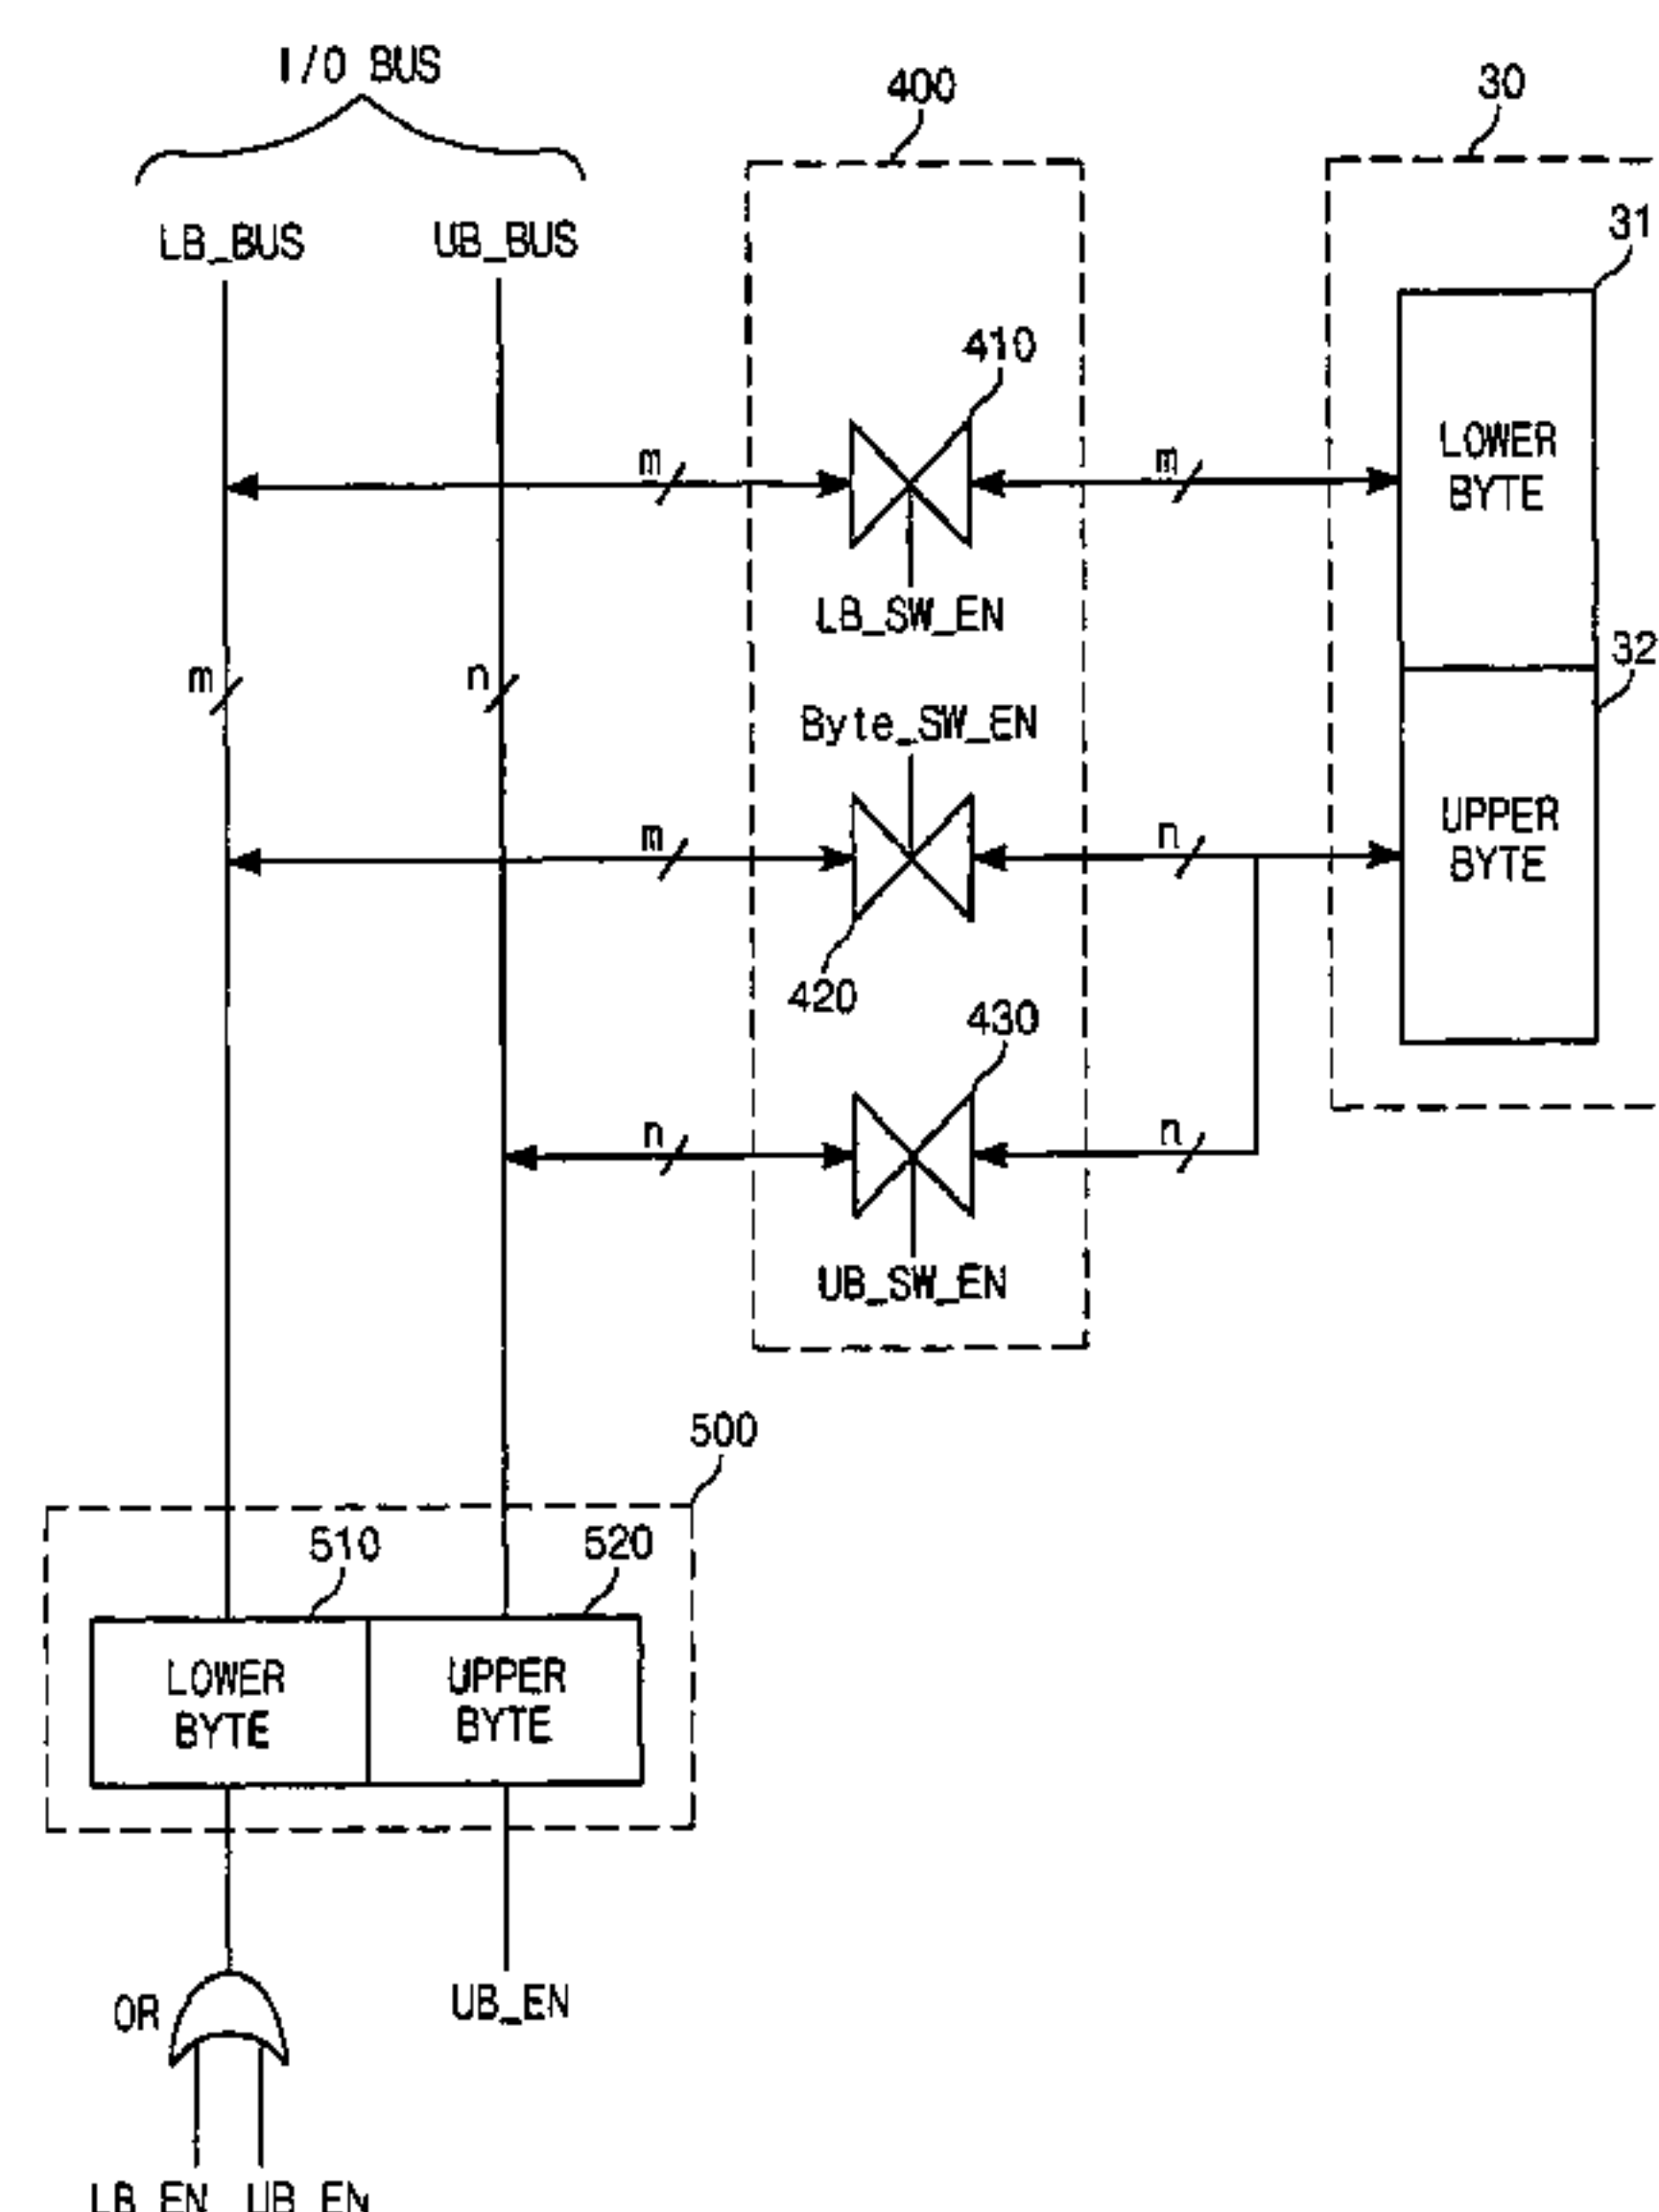 I/O BUS
400
30
31
LB_BUS
UB_BUS
410
m
m
LOWER
BYTE
LB_SW_EN
32
m
n
Byte_SW_EN
m
n
UPPER
BYTE
420
430
n
n
UB_SW_EN
500
510
520
LOWER
BYTE
UPPER
BYTE
OR
UB_EN
LB_EN
UB_EN